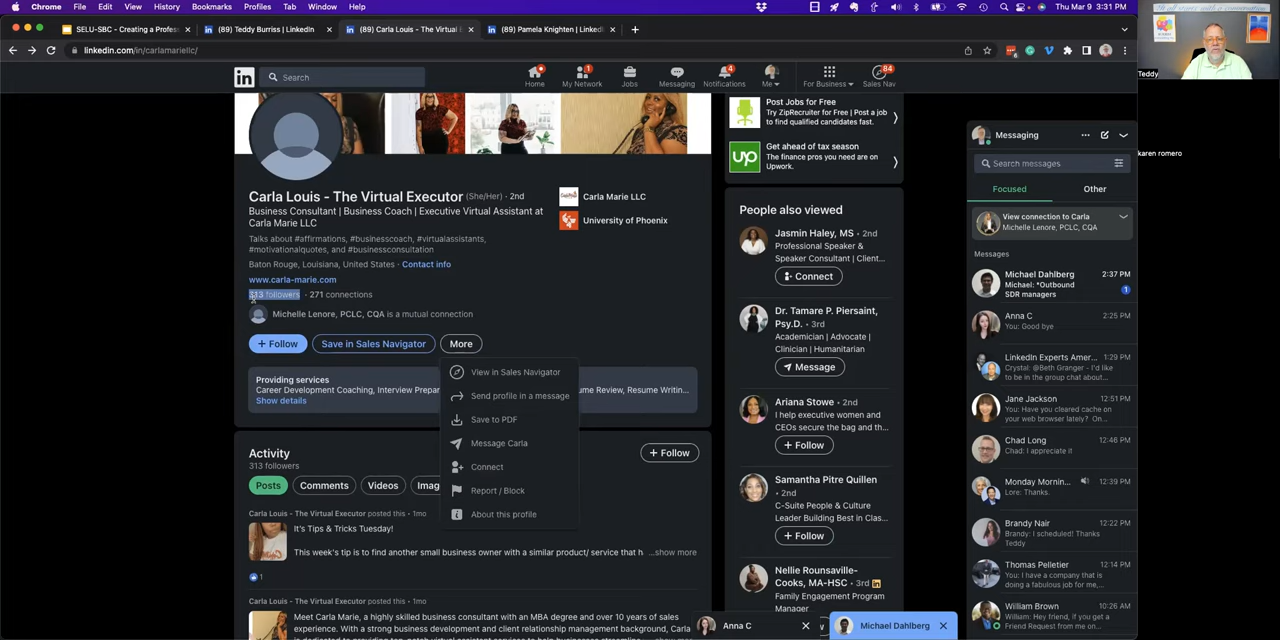 Chrome File Edit View History Bookmarks Profiles Tab Window Help
Thu Mar 9 3:31 PM
SELU-SBC - Creating a Profess
(89) Teddy Burriss | LinkedIn
(89) Carla Louis - The Virtual E
(89) Pamela Knighten | LinkedI
linkedin.com/in/carlamariellc/
Teddy
karen romero
Search
Home
1
My Network
Jobs
Messaging
4
Notifications
Me
For Business
84
Sales Nav
Carla Louis - The Virtual Executor (She/Her) · 2nd
Business Consultant | Business Coach | Executive Virtual Assistant at
Carla Marie LLC
Talks about #affirmations, #businesscoach, #virtualassistants,
#motivationalquotes, and #businessconsultation
Baton Rouge, Louisiana, United States · Contact info
www.carla-marie.com
313 followers · 271 connections
Michelle Lenore, PCLC, CQA is a mutual connection
Carla Marie LLC
University of Phoenix
+ Follow
Save in Sales Navigator
More
View in Sales Navigator
Send profile in a message
Save to PDF
Message Carla
Connect
Report / Block
About this profile
Providing services
Career Development Coaching, Interview Prepar
ume Review, Resume Writin...
Show details
Activity
313 followers
+ Follow
Posts
Comments
Videos
Imag
Carla Louis - The Virtual Executor posted this · 1mo
It's Tips & Tricks Tuesday!
This week's tip is to find another small business owner with a similar product/ service that h ...show more
1
Carla Louis - The Virtual Executor posted this · 1mo
Meet Carla Marie, a highly skilled business consultant with an MBA degree and over 10 years of sales
experience. With a strong business development and client relationship management background, Carla
Post Jobs for Free
Try ZipRecruiter for Free. Post a job
to find qualified candidates fast.
Get ahead of tax season
The finance pros you need are on
Upwork.
up
People also viewed
Jasmin Haley, MS · 2nd
Professional Speaker &
Speaker Consultant | Client...
Connect
Dr. Tamare P. Piersaint,
Psy.D. · 3rd
Academician | Advocate |
Clinician | Humanitarian
Message
Ariana Stowe · 2nd
I help executive women and
CEOs secure the bag and th...
+ Follow
Samantha Pitre Quillen
· 2nd
C-Suite People & Culture
Leader Building Best in Clas...
+ Follow
Nellie Rounsaville-
Cooks, MA-HSC · 3rd in
Family Engagement Program
Manager
Messaging
Search messages
Focused
Other
View connection to Carla
Michelle Lenore, PCLC, CQA
Messages
Michael Dahlberg 2:37 PM
Michael: *Outbound
SDR managers
1
Anna C 2:25 PM
You: Good bye
LinkedIn Experts Amer... 1:29 PM
Crystal: @Beth Granger - I'd like
to be in the group chat about...
Jane Jackson 12:51 PM
You: Have you cleared cache on
your web browser lately?
Chad Long 12:46 PM
Chad: I appreciate it
Monday Mornin... 12:39 PM
Lore: Thanks.
Brandy Nair 12:22 PM
You: I Scheduled! Thanks
Teddy
Thomas Pelletier 12:14 PM
You: I have a company that is
doing a fabulous job for me,...
William Brown 10:26 AM
You: Hey friend, if you get a
Friend Request from me on
Anna C
Michael Dahlberg